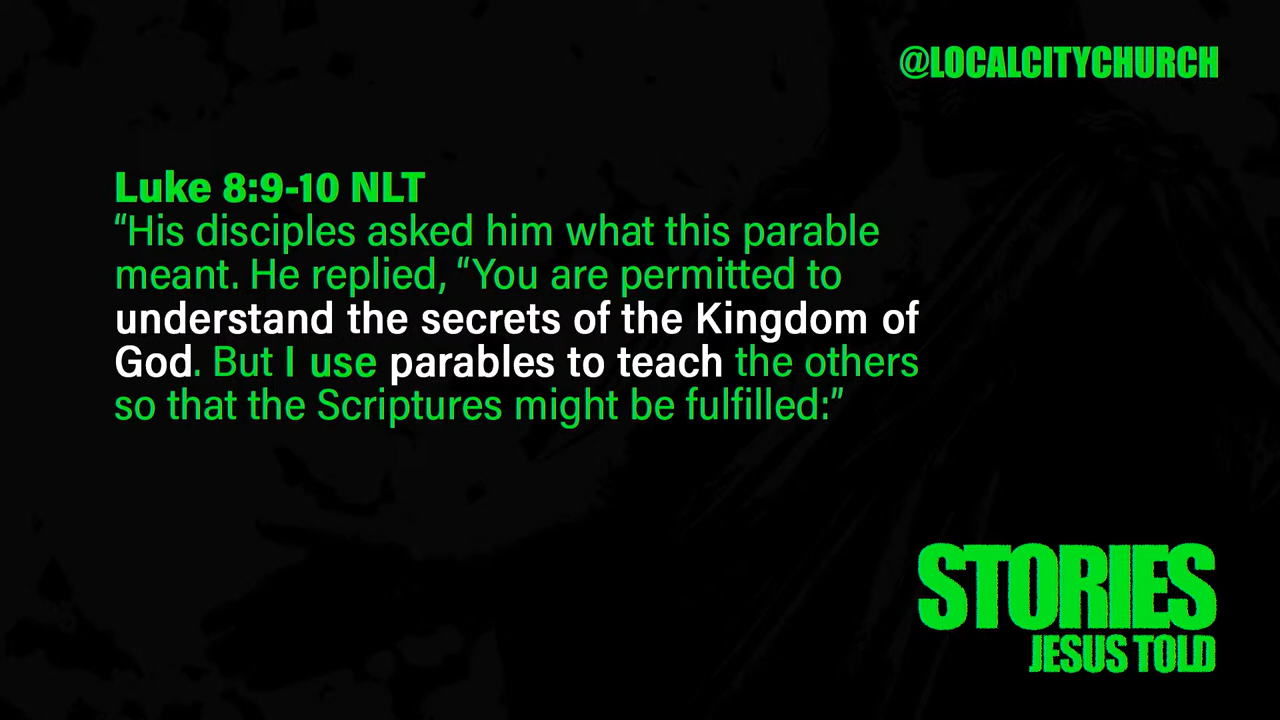 @LOCALCITYCHURCH
Luke 8:9-10 NLT
“His disciples asked him what this parable
meant. He replied, “You are permitted to
understand the secrets of the Kingdom of
God. But I use parables to teach the others
so that the Scriptures might be fulfilled:”
STORIES
JESUS TOLD